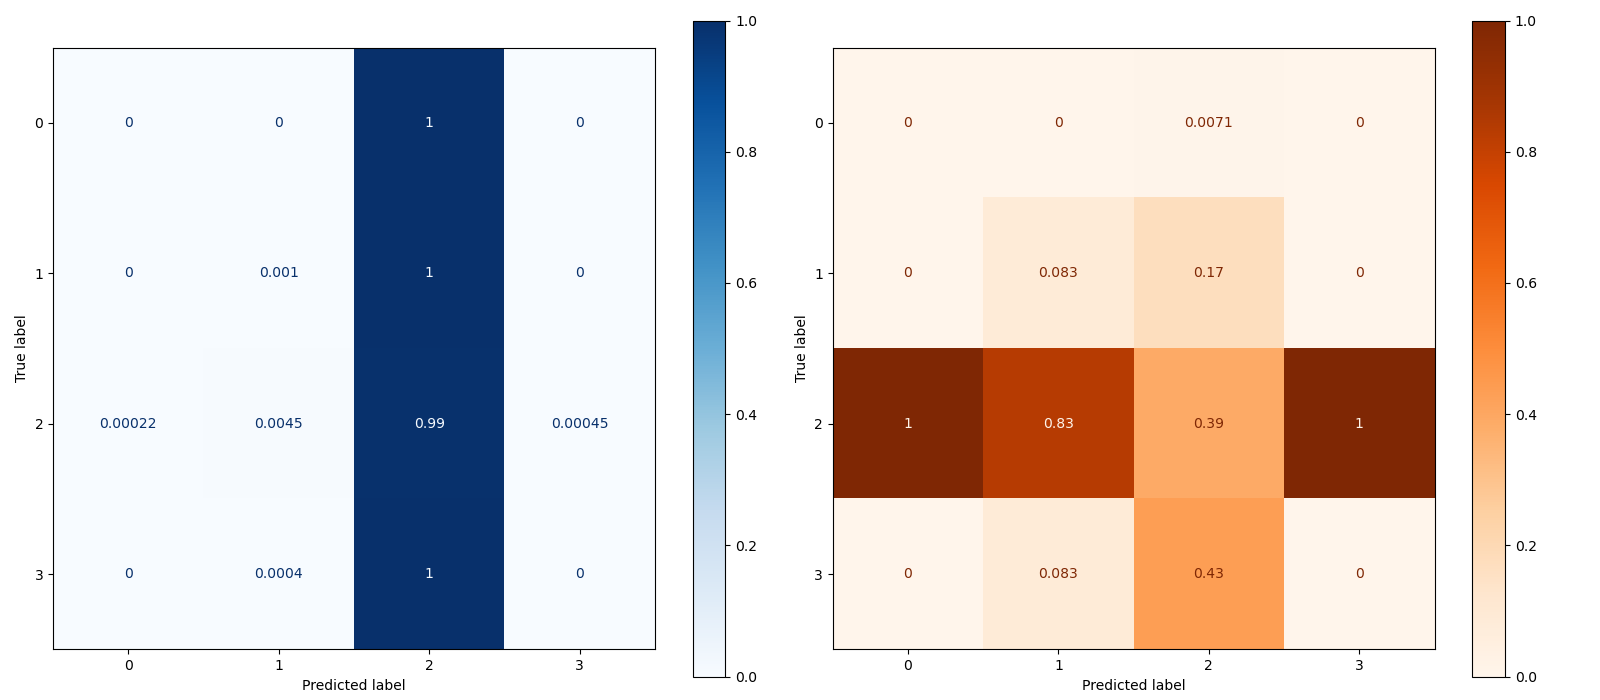 1.0
0 0 0 1 0
0.8
1 0 0.001 1 0
0.6
True label
0.4
2 0.00022 0.0045 0.99 0.00045
0.2
3 0 0.0004 1 0
0.0
0 1 2 3
Predicted label
1.0
0 0 0 0.0071 0
0.8
1 0 0.083 0.17 0
0.6
True label
0.4
2 1 0.83 0.39 1
0.2
3 0 0.083 0.43 0
0.0
0 1 2 3
Predicted label